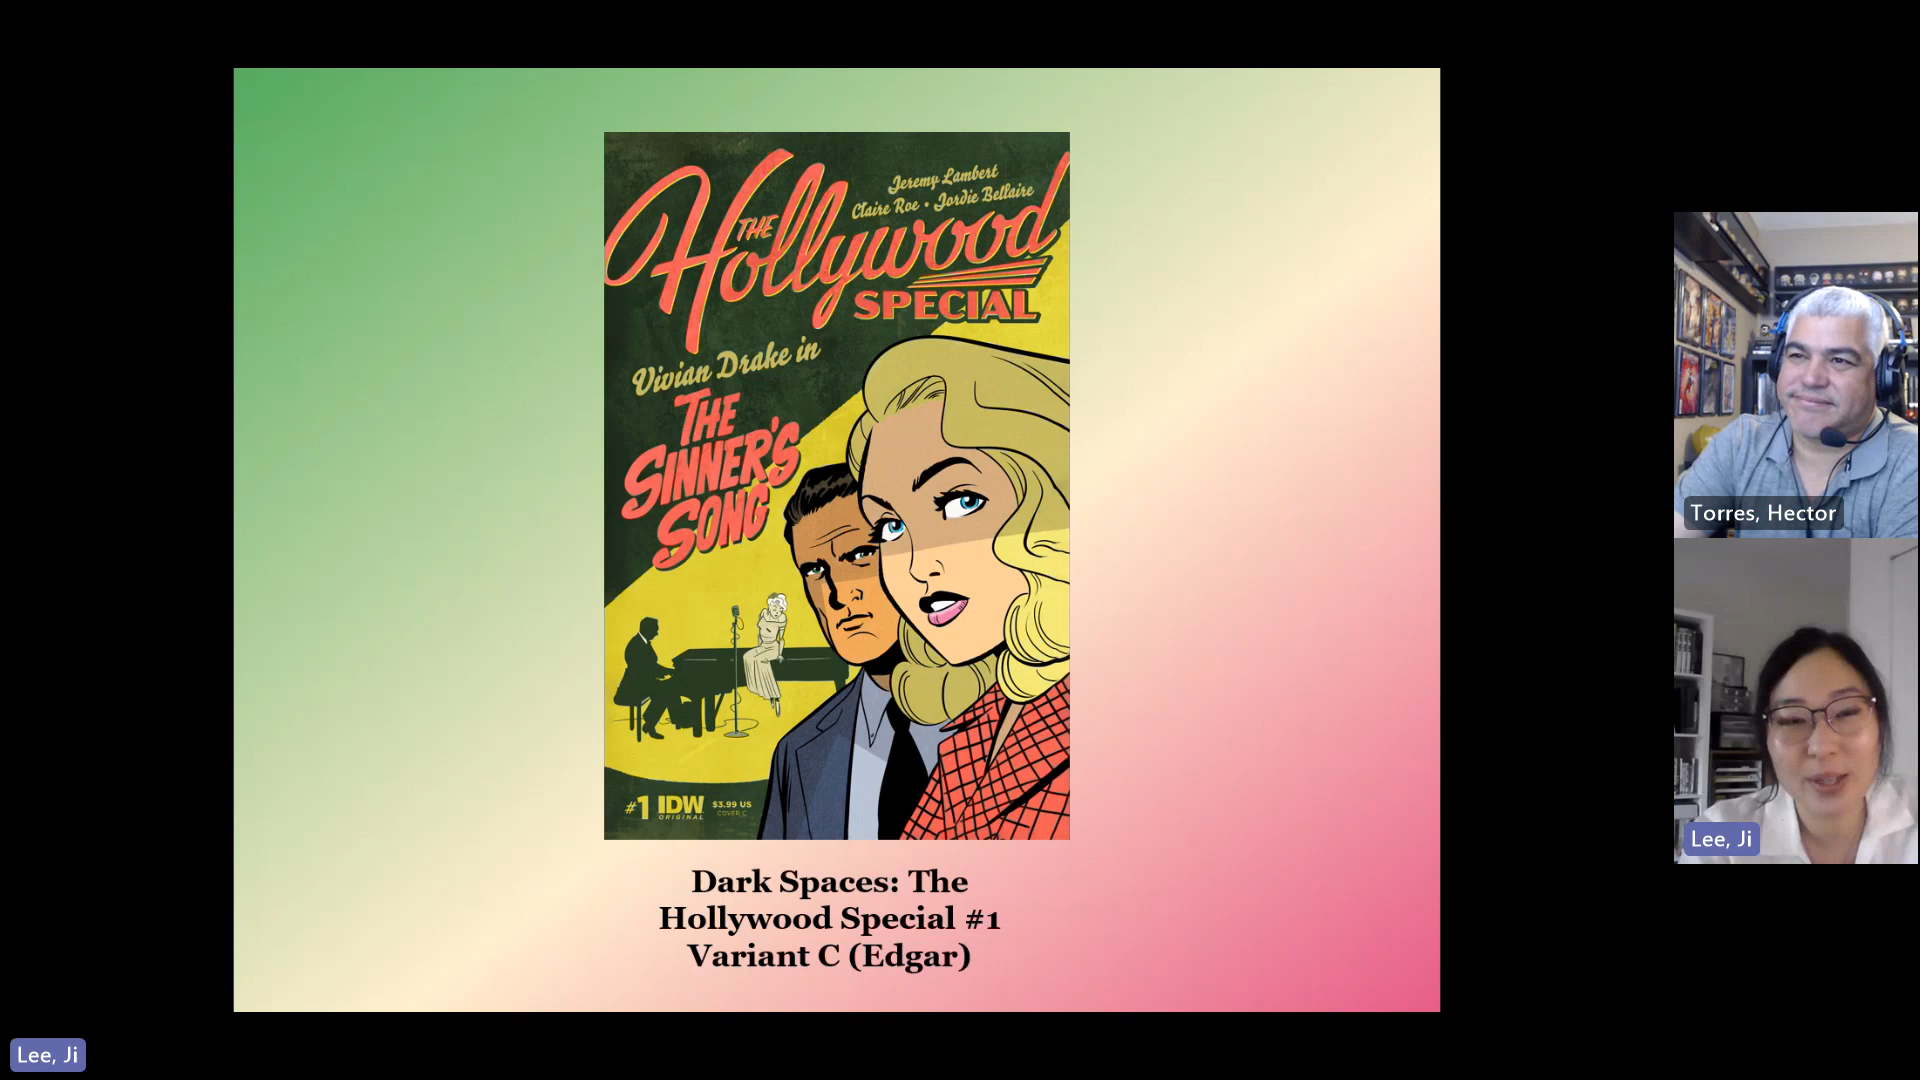 Jeremy Lambert
Claire Roe • Jordie Bellaire
THE
Hollywood
SPECIAL
Vivian Drake in
THE
SINNER'S
SONG
#1 IDW $3.99 US
ORIGINAL COVER C
Dark Spaces: The
Hollywood Special #1
Variant C (Edgar)
Torres, Hector
Lee, Ji
Lee, Ji